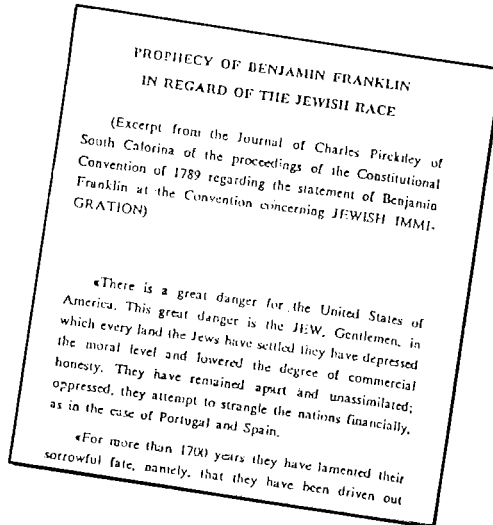 PROPHECY OF BENJAMIN FRANKLIN
IN REGARD OF THE JEWISH RACE
(Excerpt from the Journal of Charles Pirckiley of
South Calorina of the proceedings of the Constitutional
Convention of 1789 regarding the statement of Benjamin
Franklin at the Convention concerning JEWISH IMMI-
GRATION)
«There is a great danger for the United States of
America. This great danger is the JEW. Gentlemen, in
which every land the Jews have settled they have depressed
the moral level and lowered the degree of commercial
honesty. They have remained apart and unassimilated;
oppressed, they attempt to strangle the nations financially,
as in the case of Portugal and Spain.
«For more than 1700 years they have lamented their
sorrowful fate, namely, that they have been driven out